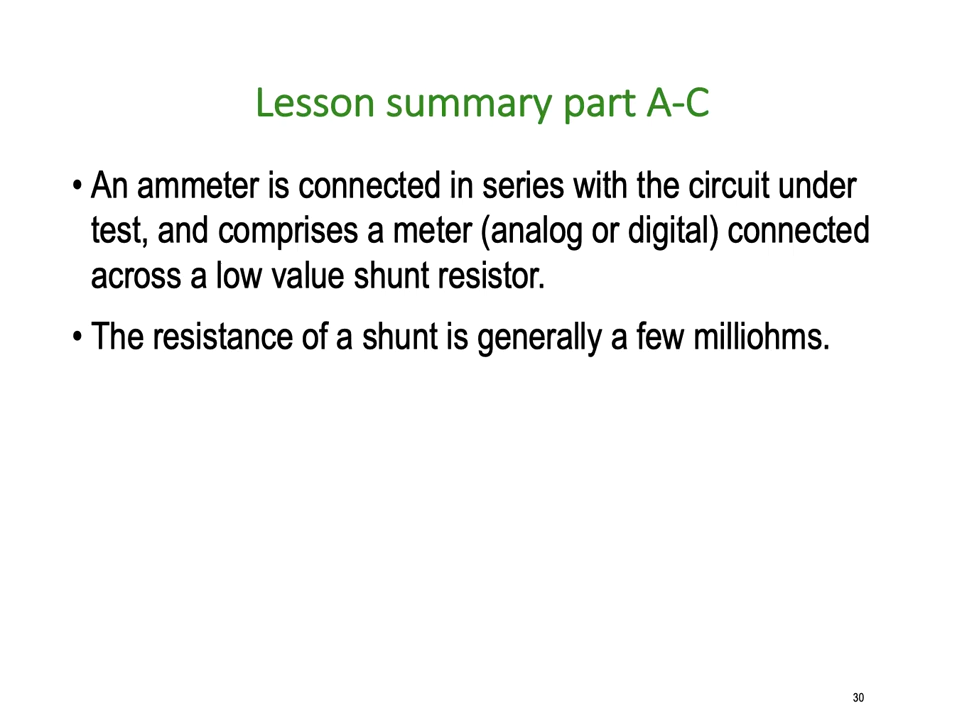 Lesson summary part A-C
• An ammeter is connected in series with the circuit under
test, and comprises a meter (analog or digital) connected
across a low value shunt resistor.
• The resistance of a shunt is generally a few milliohms.
30